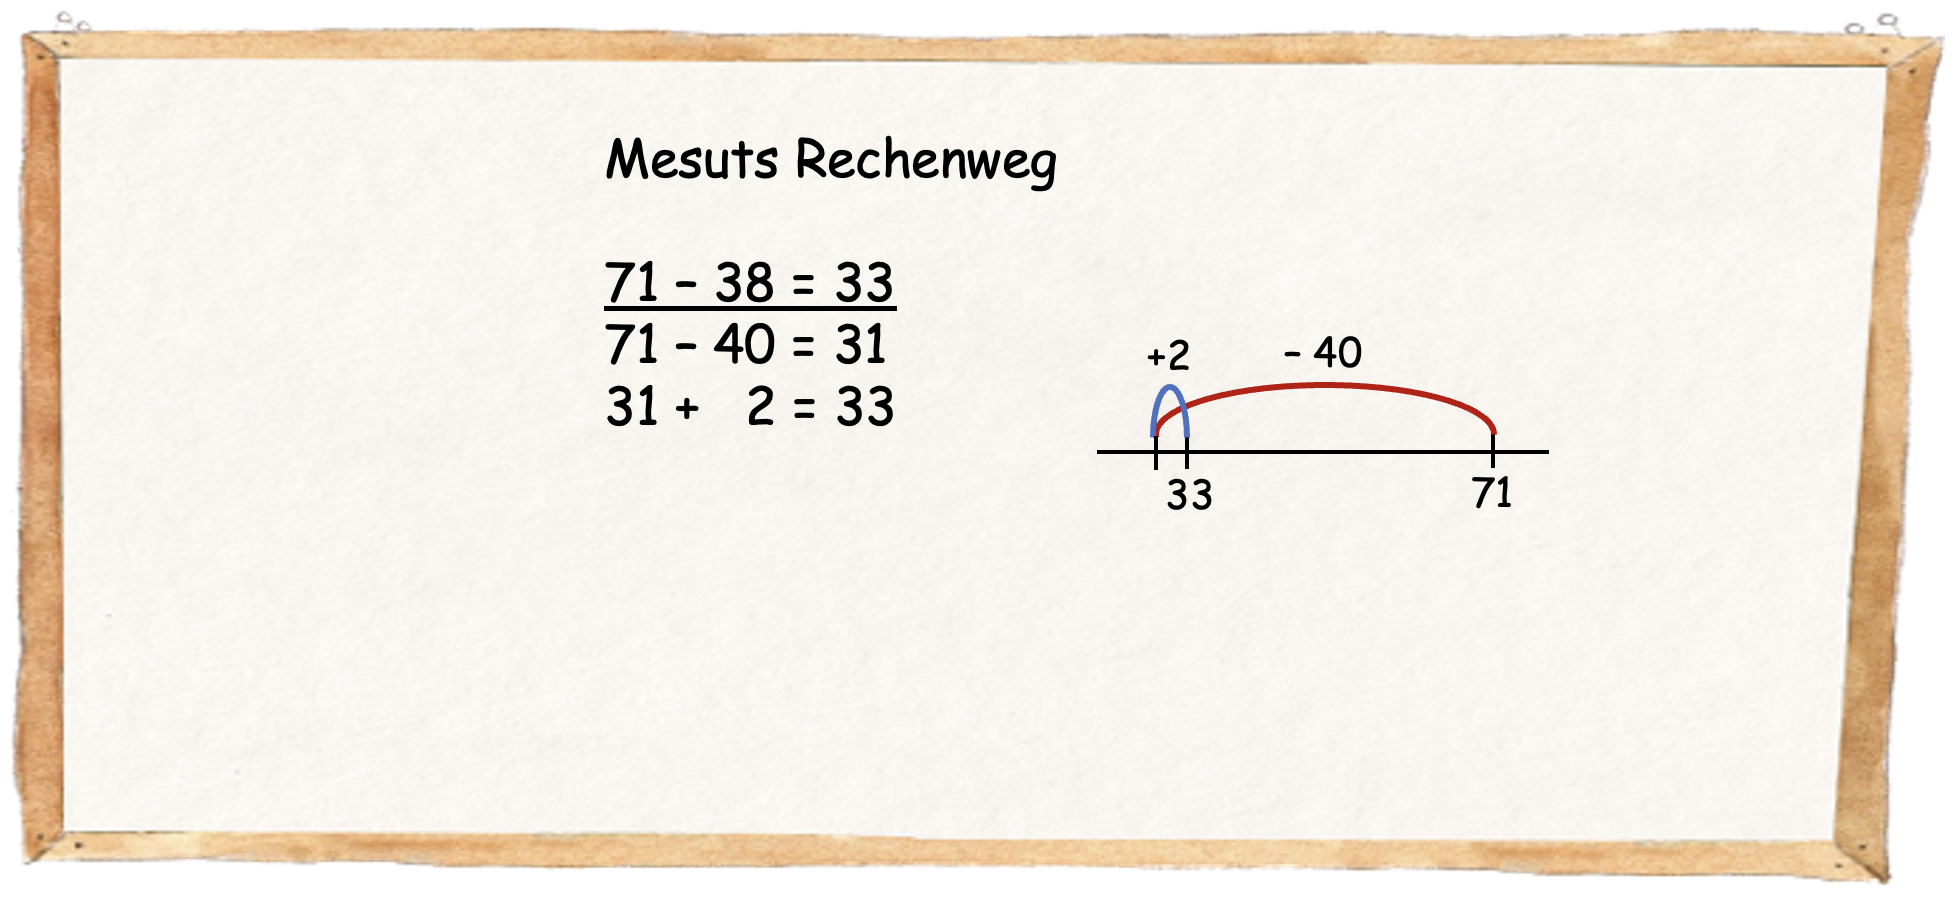 Mesuts Rechenweg
71 – 38 = 33
71 – 40 = 31
31 + 2 = 33
+2 – 40
33 71